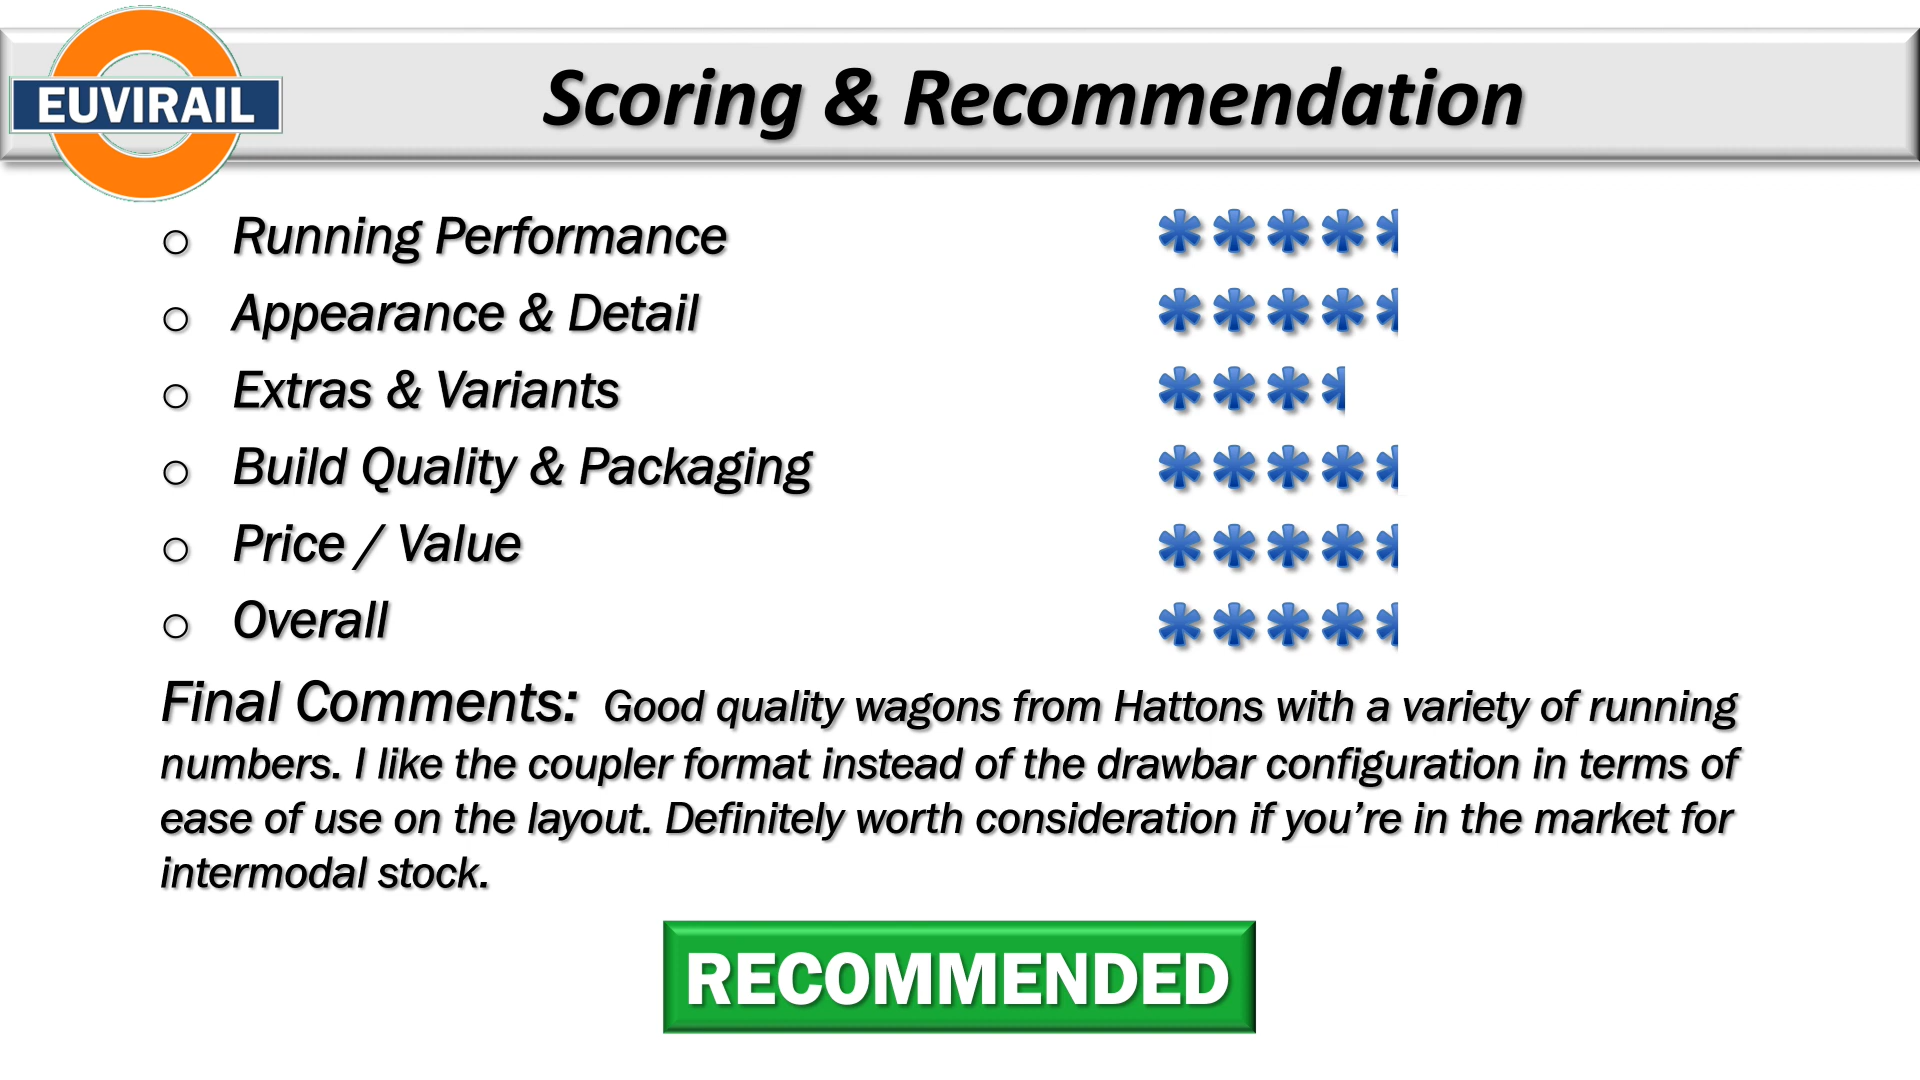 EUVIRAIL
Scoring & Recommendation
o Running Performance
o Appearance & Detail
o Extras & Variants
o Build Quality & Packaging
o Price / Value
o Overall
Final Comments: Good quality wagons from Hattons with a variety of running
numbers. I like the coupler format instead of the drawbar configuration in terms of
ease of use on the layout. Definitely worth consideration if you’re in the market for
intermodal stock.
RECOMMENDED